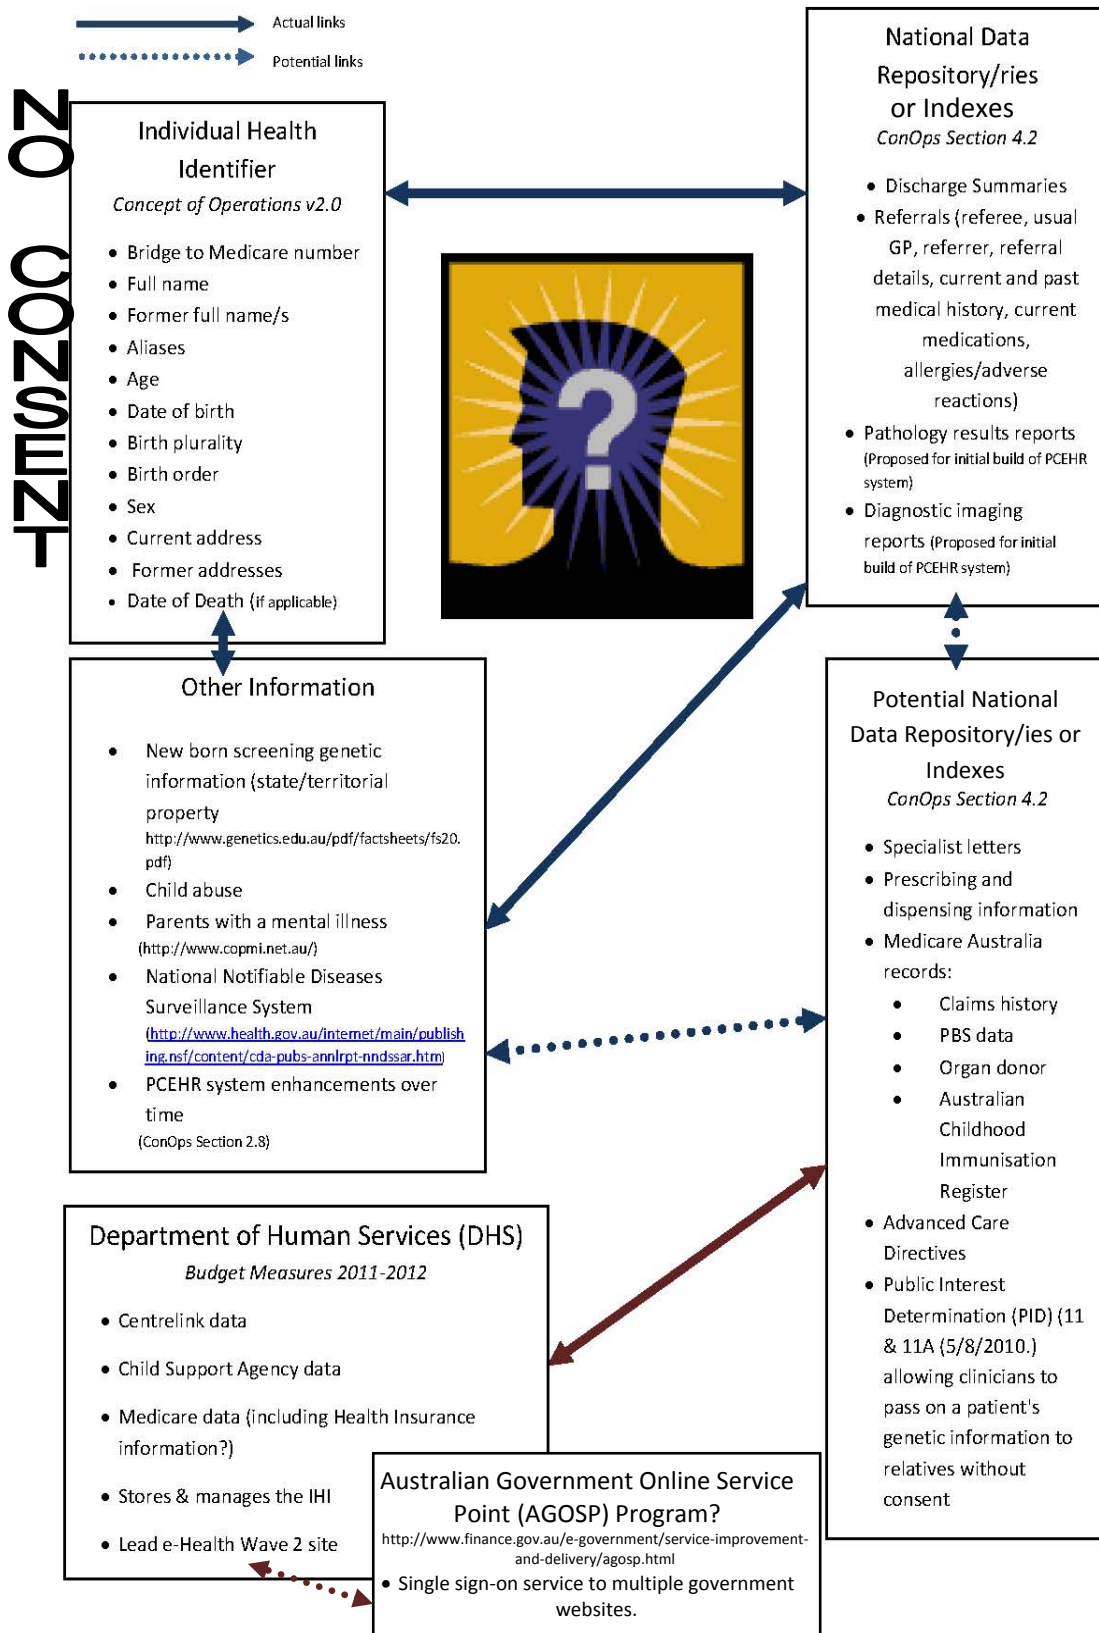 Actual links
Potential links
NO CONSENT
Individual Health
Identifier
Concept of Operations v2.0
• Bridge to Medicare number
• Full name
• Former full name/s
• Aliases
• Age
• Date of birth
• Birth plurality
• Birth order
• Sex
• Current address
• Former addresses
• Date of Death (if applicable)
National Data
Repository/ries
or Indexes
ConOps Section 4.2
• Discharge Summaries
• Referrals (referee, usual
GP, referrer, referral
details, current and past
medical history, current
medications,
allergies/adverse
reactions)
• Pathology results reports
(Proposed for initial build of PCEHR
system)
• Diagnostic imaging
reports (Proposed for initial
build of PCEHR system)
?
Other Information
• New born screening genetic
information (state/territorial
property
http://www.genetics.edu.au/pdf/factsheets/fs20.
pdf)
• Child abuse
• Parents with a mental illness
(http://www.copmi.net.au/)
• National Notifiable Diseases
Surveillance System
(http://www.health.gov.au/internet/main/publish
ing.nsf/content/cda-pubs-annlrpt-nndssar.htm)
• PCEHR system enhancements over
time
(ConOps Section 2.8)
Potential National
Data Repository/ies or
Indexes
ConOps Section 4.2
• Specialist letters
• Prescribing and
dispensing information
• Medicare Australia
records:
• Claims history
• PBS data
• Organ donor
• Australian
Childhood
Immunisation
Register
• Advanced Care
Directives
• Public Interest
Determination (PID) (11
& 11A (5/8/2010.)
allowing clinicians to
pass on a patient's
genetic information to
relatives without
consent
Department of Human Services (DHS)
Budget Measures 2011-2012
• Centrelink data
• Child Support Agency data
• Medicare data (including Health Insurance
information?)
• Stores & manages the IHI
• Lead e-Health Wave 2 site
Australian Government Online Service
Point (AGOSP) Program?
http://www.finance.gov.au/e-government/service-improvement-
and-delivery/agosp.html
• Single sign-on service to multiple government
websites.